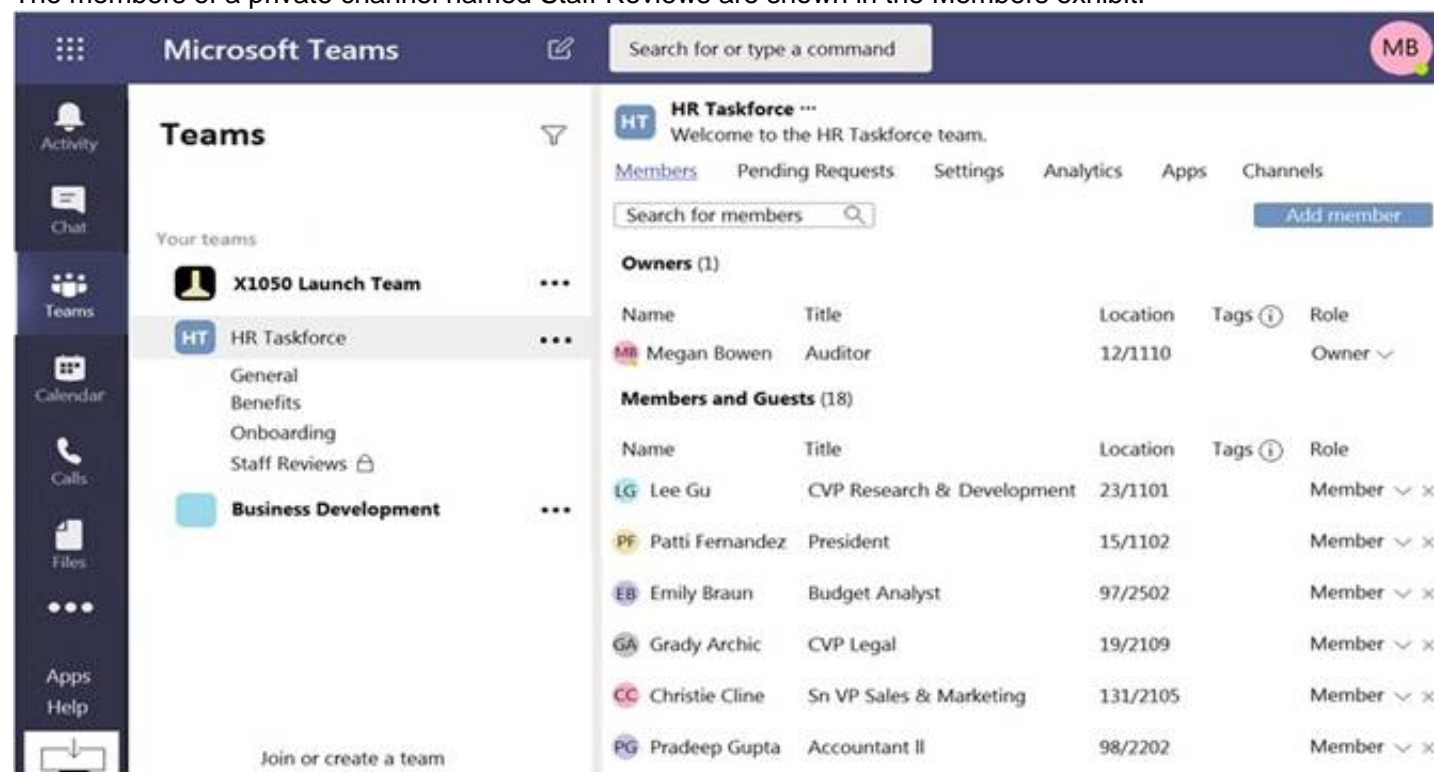 The members of a private channel named Staff Reviews are shown in the Members exhibit.
Microsoft Teams
Search for or type a command
MB
Activity
Chat
Teams
Calendar
Calls
Files
Apps
Help
Teams
Your teams
X1050 Launch Team
HT HR Taskforce
General
Benefits
Onboarding
Staff Reviews
Business Development
Join or create a team
HT HR Taskforce ...
Welcome to the HR Taskforce team.
Members Pending Requests Settings Analytics Apps Channels
Search for members Add member
Owners (1)
Name Title Location Tags Role
MB Megan Bowen Auditor 12/1110 Owner
Members and Guests (18)
Name Title Location Tags Role
LG Lee Gu CVP Research & Development 23/1101 Member
PF Patti Fernandez President 15/1102 Member
EB Emily Braun Budget Analyst 97/2502 Member
GA Grady Archic CVP Legal 19/2109 Member
CC Christie Cline Sn VP Sales & Marketing 131/2105 Member
PG Pradeep Gupta Accountant ll 98/2202 Member